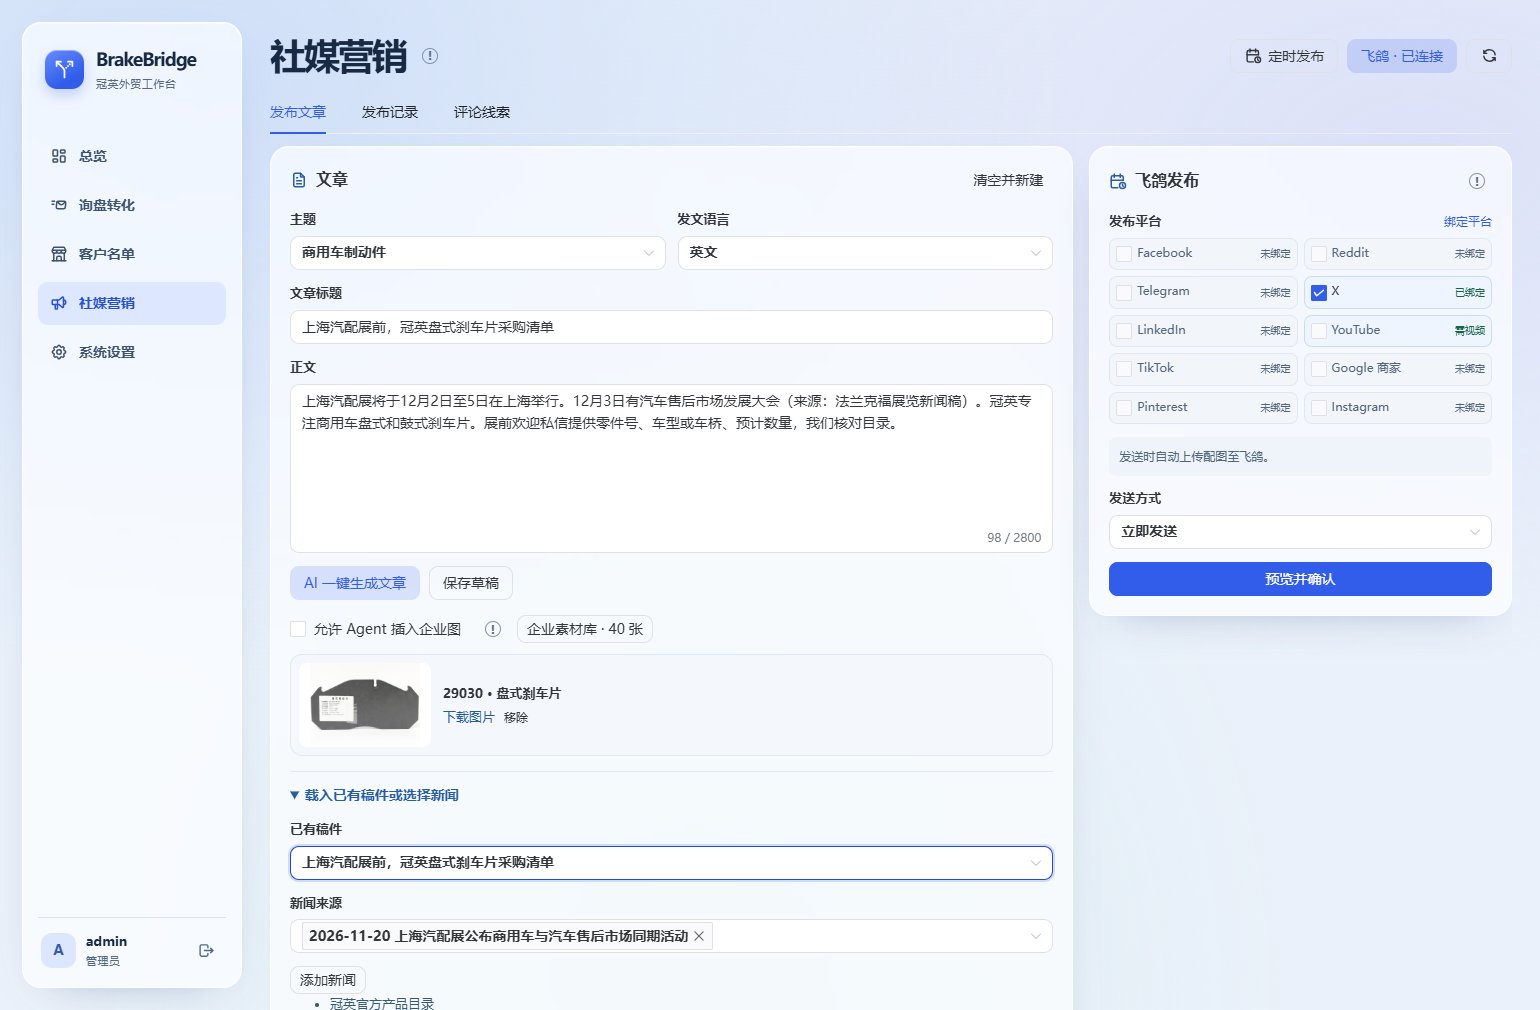 BrakeBridge
冠英外贸工作台
总览
询盘转化
客户名单
社媒营销
系统设置
A
admin
管理员
社媒营销
定时发布
飞鸽 · 已连接
发布文章
发布记录
评论线索
文章
清空并新建
主题
发文语言
商用车制动件
英文
文章标题
上海汽配展前，冠英盘式刹车片采购清单
正文
上海汽配展将于12月2日至5日在上海举行。12月3日有汽车售后市场发展大会（来源：法兰克福展览新闻稿）。冠英专
注商用车盘式和鼓式刹车片。展前欢迎私信提供零件号、车型或车桥、预计数量，我们核对目录。
98 / 2800
AI 一键生成文章
保存草稿
允许 Agent 插入企业图
企业素材库 · 40 张
29030 • 盘式刹车片
下载图片 移除
▼ 载入已有稿件或选择新闻
已有稿件
上海汽配展前，冠英盘式刹车片采购清单
新闻来源
2026-11-20 上海汽配展公布商用车与汽车售后市场同期活动
添加新闻
• 冠英官方产品目录
飞鸽发布
发布平台
绑定平台
Facebook 未绑定
Reddit 未绑定
Telegram 未绑定
X 已绑定
LinkedIn 未绑定
YouTube 需视频
TikTok 未绑定
Google 商家 未绑定
Pinterest 未绑定
Instagram 未绑定
发送时自动上传配图至飞鸽。
发送方式
立即发送
预览并确认